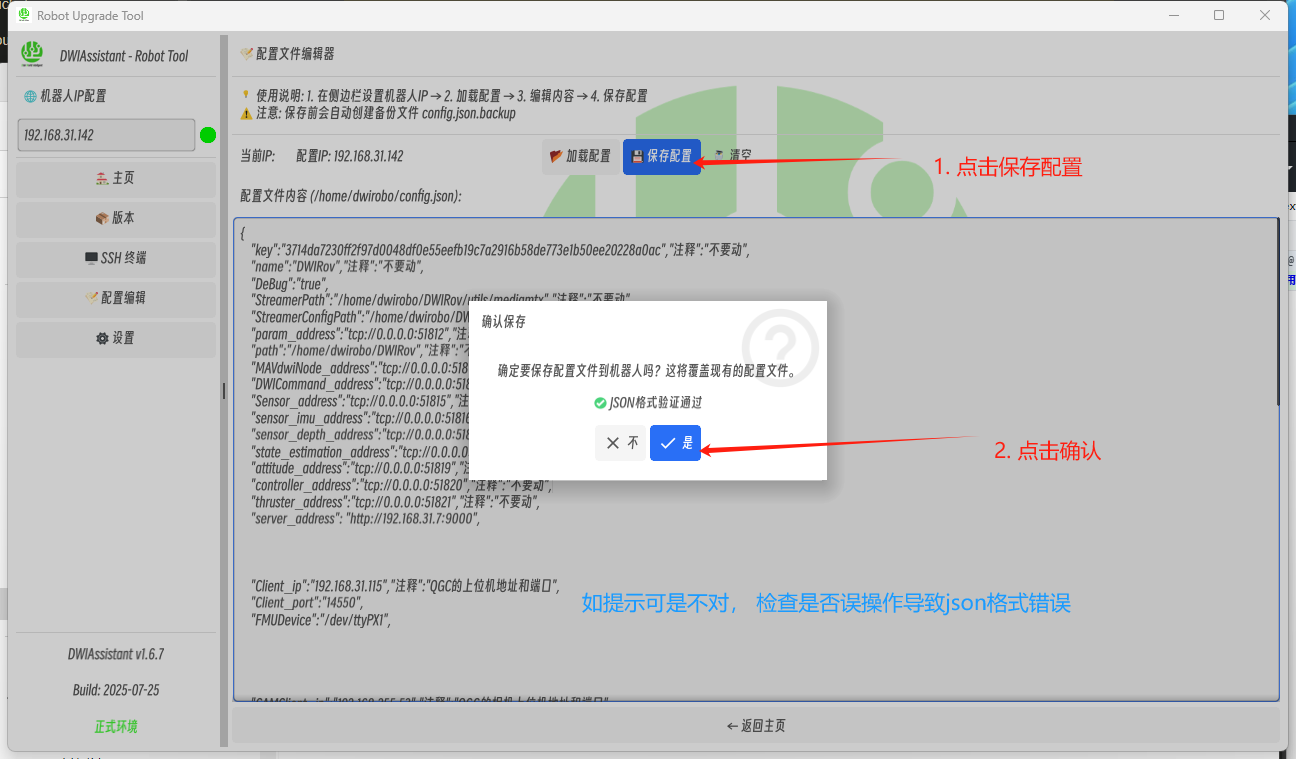 Robot Upgrade Tool
DWIAssistant - Robot Tool
机器人IP配置
192.168.31.142
主页
版本
SSH 终端
配置编辑
设置
DWIAssistant v1.6.7
Build: 2025-07-25
正式环境
配置文件编辑器
使用说明: 1. 在侧边栏设置机器人IP → 2. 加载配置 → 3. 编辑内容 → 4. 保存配置
注意: 保存前会自动创建备份文件 config.json.backup
当前IP: 配置IP: 192.168.31.142
加载配置 保存配置 清空
1. 点击保存配置
配置文件内容 (/home/dwirobo/config.json):
{
"key":"3714da7230ff2f97d0048df0e55eefb19c7a2916b58de773e1b50ee20228a0ac","注释":"不要动",
"name":"DWIRov","注释":"不要动",
"DeBug":"true",
"StreamerPath":"/home/dwirobo/DWIRov/utils/mediamtx","注释":"不要动",
"StreamerConfigPath":"/home/dwirobo/DW
"param_address":"tcp://0.0.0.0:51812","注
"path":"/home/dwirobo/DWIRov","注释":"不
"MAVdwiNode_address":"tcp://0.0.0.0:518
"DWICommand_address":"tcp://0.0.0.0:518
"Sensor_address":"tcp://0.0.0.0:51815","注
"sensor_imu_address":"tcp://0.0.0.0:51816
"sensor_depth_address":"tcp://0.0.0.0:518
"state_estimation_address":"tcp://0.0.0.0
"attitude_address":"tcp://0.0.0.0:51819","注
"controller_address":"tcp://0.0.0.0:51820","注释":"不要动",
"thruster_address":"tcp://0.0.0.0:51821","注释":"不要动",
"server_address": "http://192.168.31.7:9000",
"Client_ip":"192.168.31.115","注释":"QGC的上位机地址和端口",
"Client_port":"14550",
"FMUDevice":"/dev/ttyPX1",
确认保存
确定要保存配置文件到机器人吗？这将覆盖现有的配置文件。
JSON格式验证通过
不 是
2. 点击确认
如提示可是不对， 检查是否误操作导致json格式错误
← 返回主页